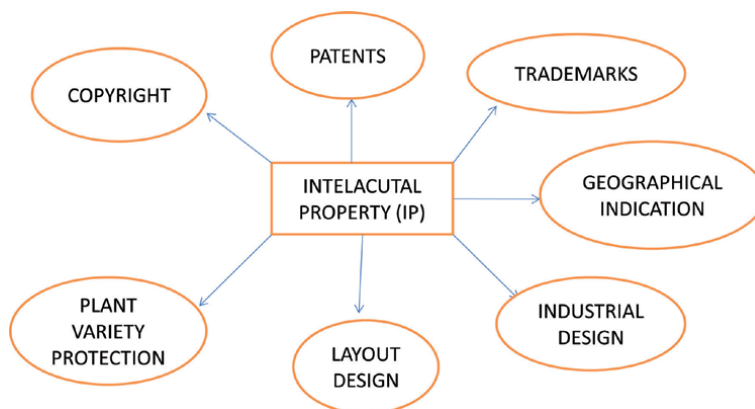 PATENTS
COPYRIGHT
TRADEMARKS
INTELACUTAL
PROPERTY (IP)
GEOGRAPHICAL
INDICATION
PLANT
VARIETY
PROTECTION
LAYOUT
DESIGN
INDUSTRIAL
DESIGN